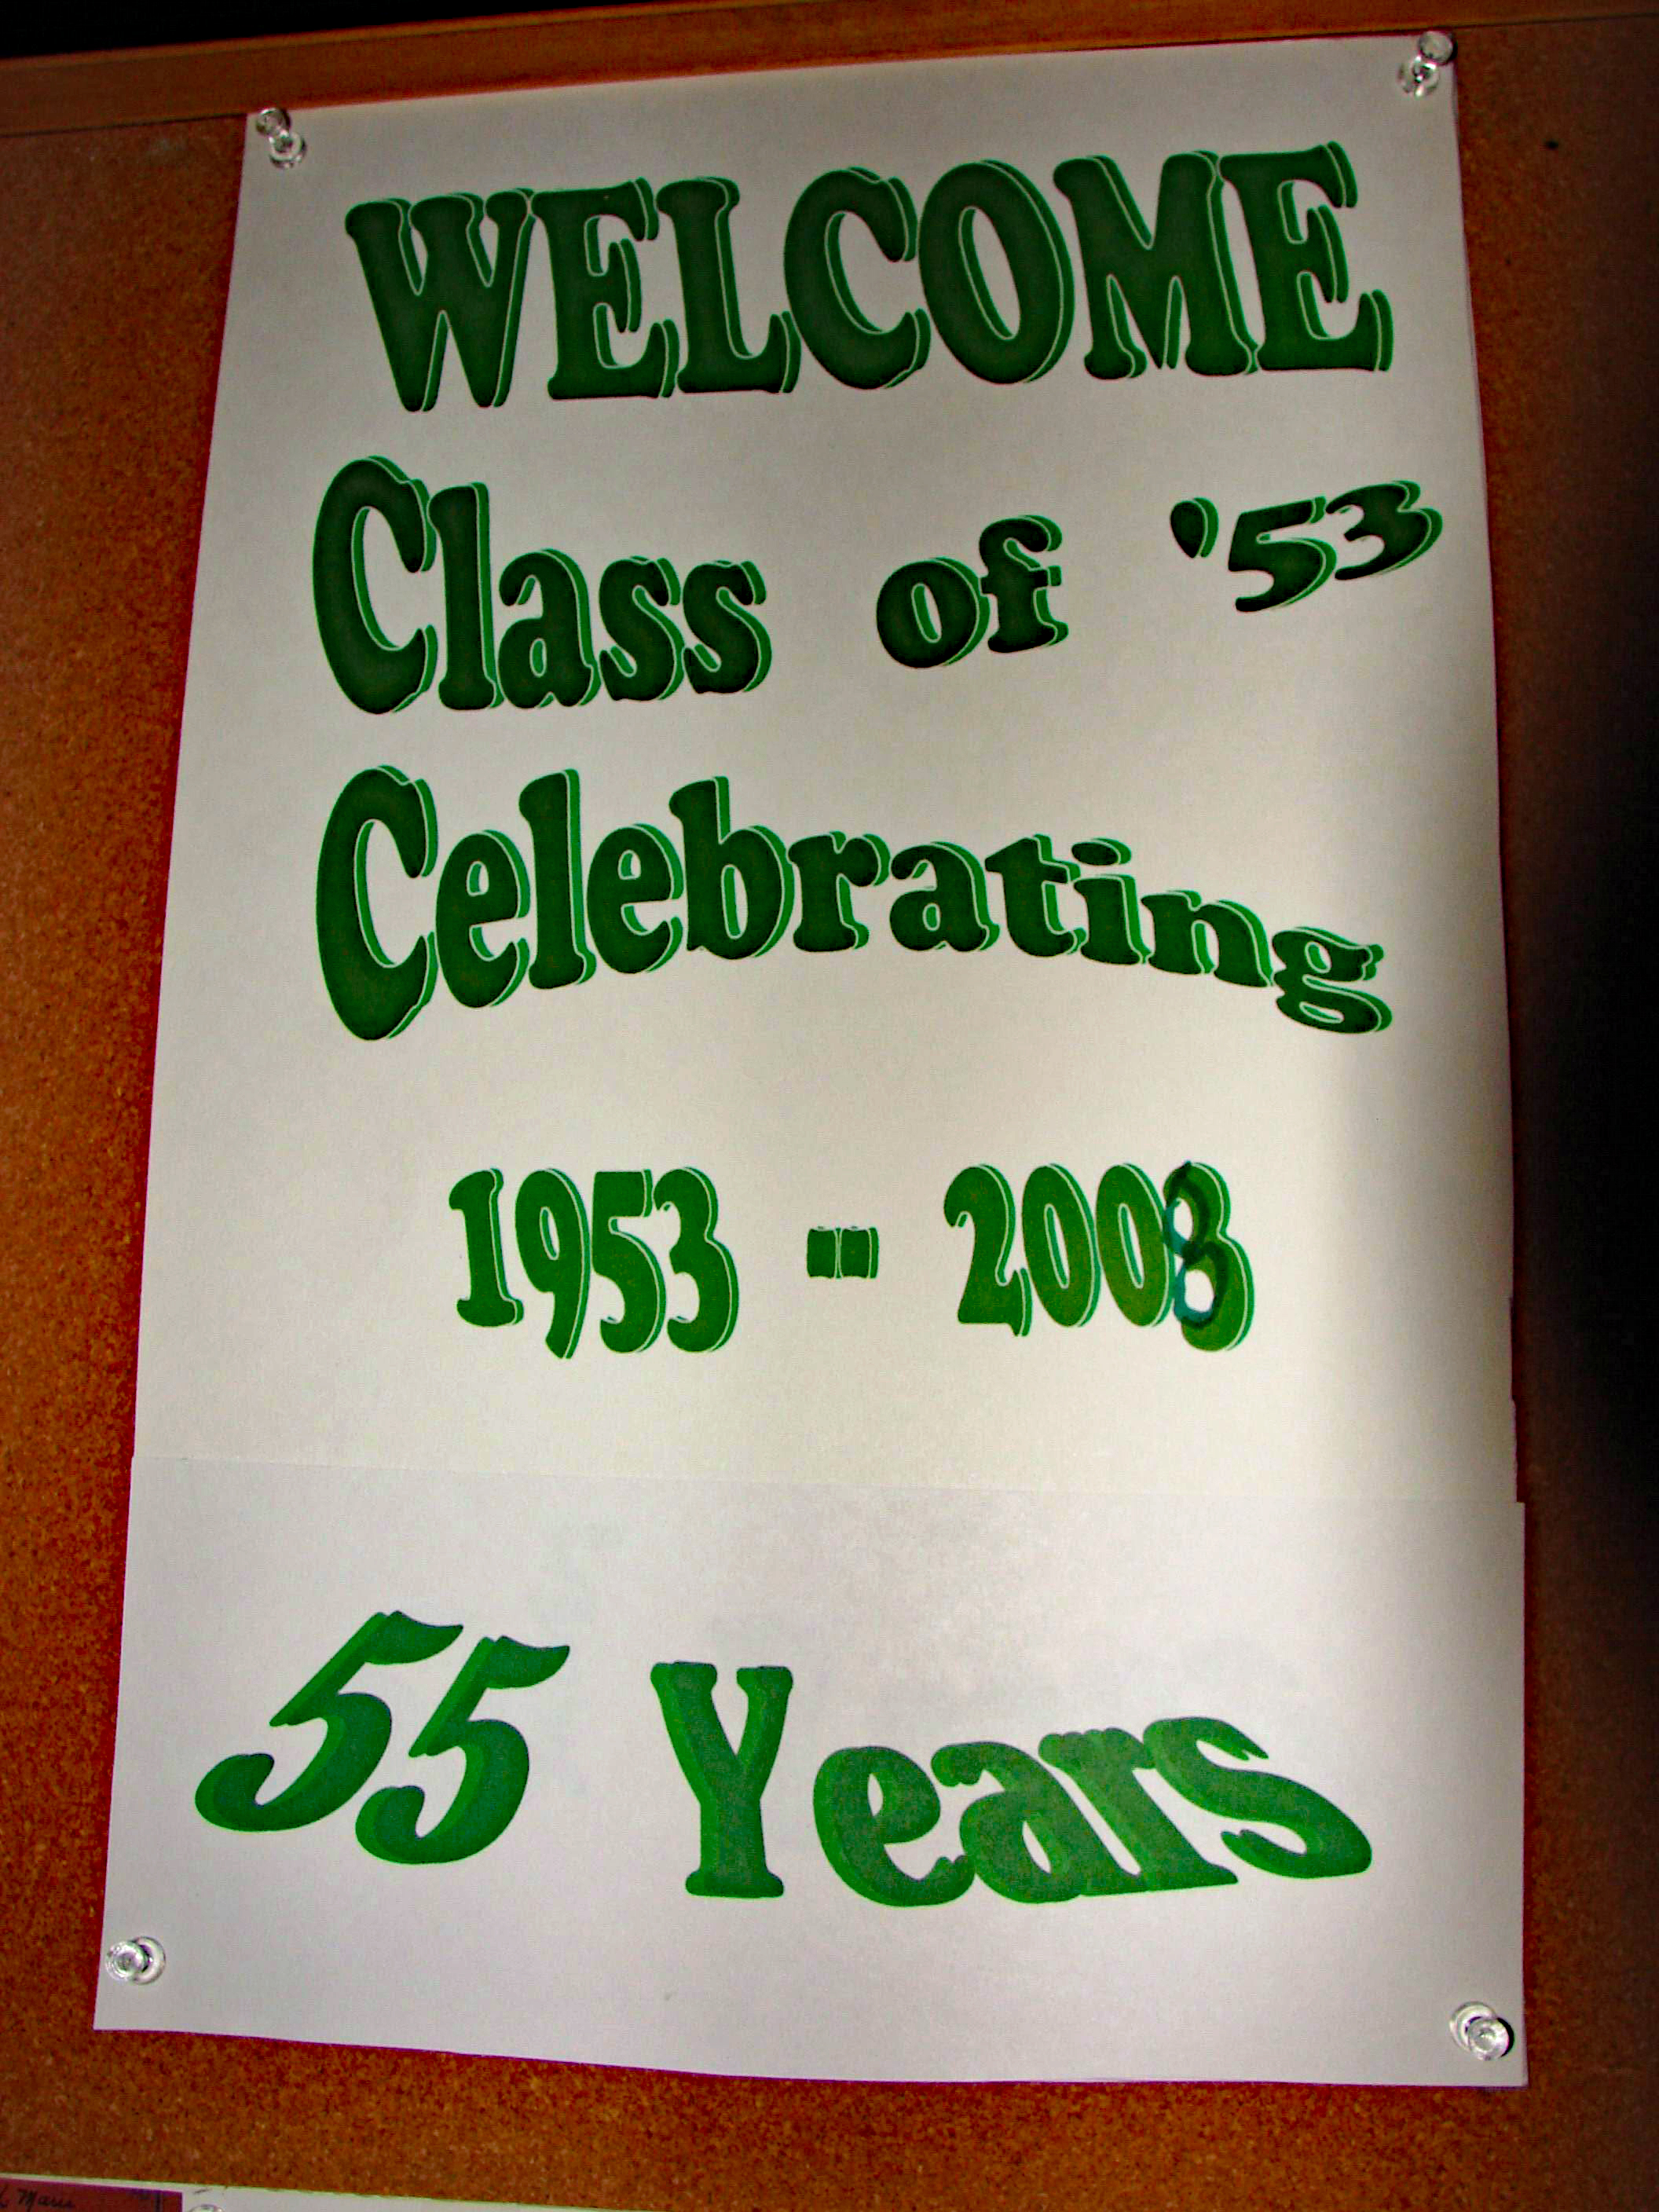 WELCOME
Class of '53
Celebrating
1953 - 2008
55 Years